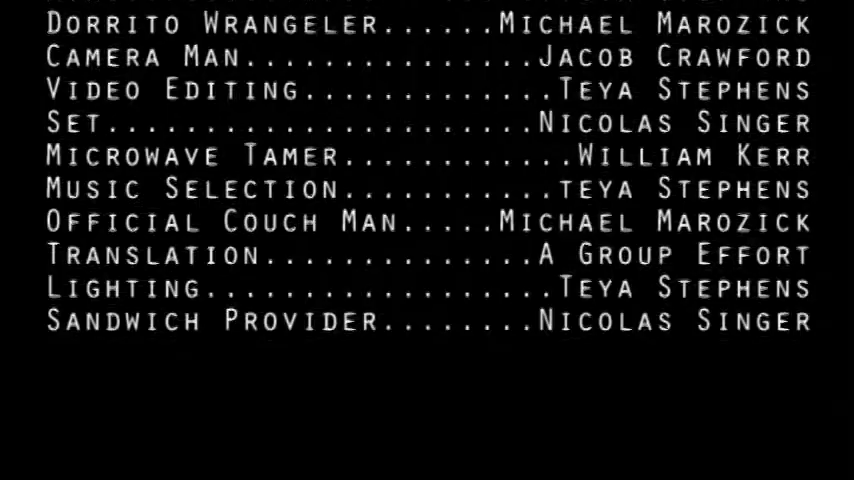 Dorrito Wrangeler......Michael Marozick
Camera Man...............Jacob Crawford
Video Editing.............Teya Stephens
Set......................Nicolas Singer
Microwave Tamer............William Kerr
Music Selection...........teya Stephens
Official Couch Man.....Michael Marozick
Translation..............A Group Effort
Lighting..................Teya Stephens
Sandwich Provider........Nicolas Singer